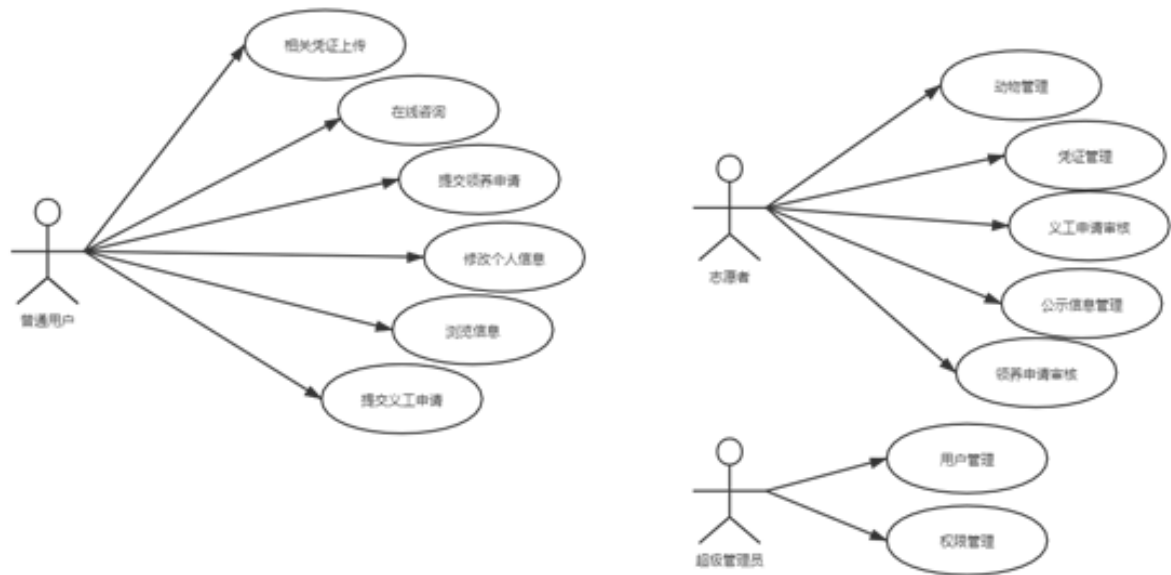 相关凭证上传
在线咨询
提交领养申请
修改个人信息
浏览信息
提交义工申请
普通用户
动物管理
凭证管理
义工申请审核
公示信息管理
领养申请审核
志愿者
用户管理
权限管理
超级管理员